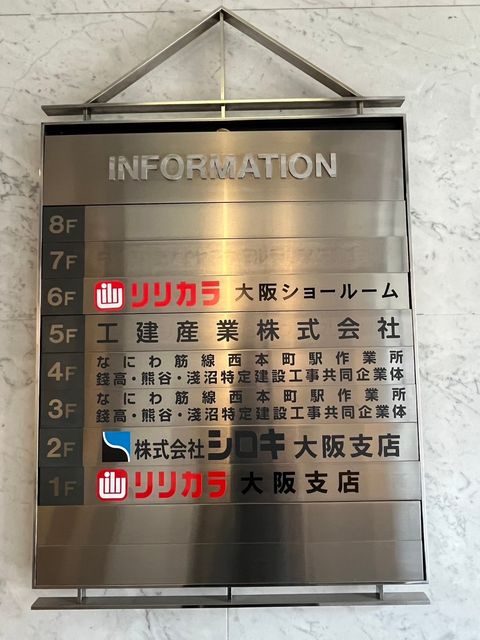 INFORMATION
8F
7F
6F リリカラ 大阪ショールーム
5F 工建産業株式会社
4F なにわ筋線西本町駅作業所
錢高・熊谷・淺沼特定建設工事共同企業体
3F なにわ筋線西本町駅作業所
錢高・熊谷・淺沼特定建設工事共同企業体
2F 株式会社シロキ 大阪支店
1F リリカラ 大阪支店